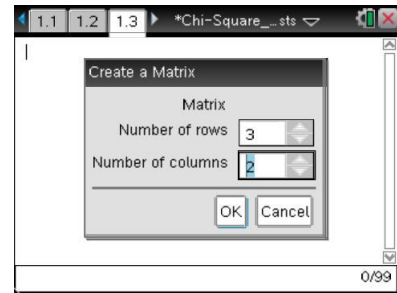 1.1 1.2 1.3 *Chi-Square_…sts
Create a Matrix
Matrix
Number of rows 3
Number of columns 2
OK Cancel
0/99